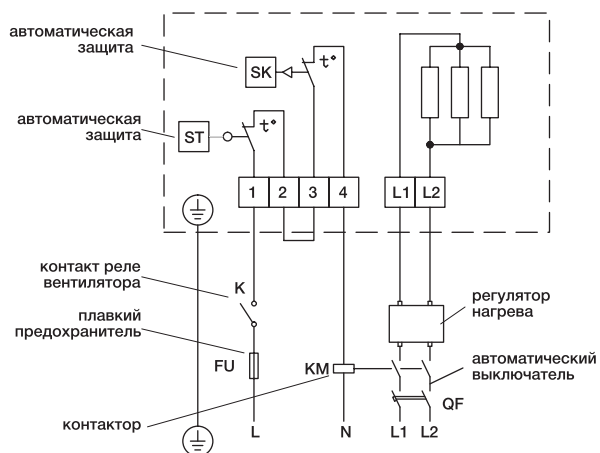 автоматическая
защита
SK
t°
автоматическая
защита
ST
t°
1 2 3 4 L1 L2
контакт реле
вентилятора
K
регулятор
нагрева
плавкий
предохранитель
FU
KM
автоматический
выключатель
QF
контактор
L N L1 L2